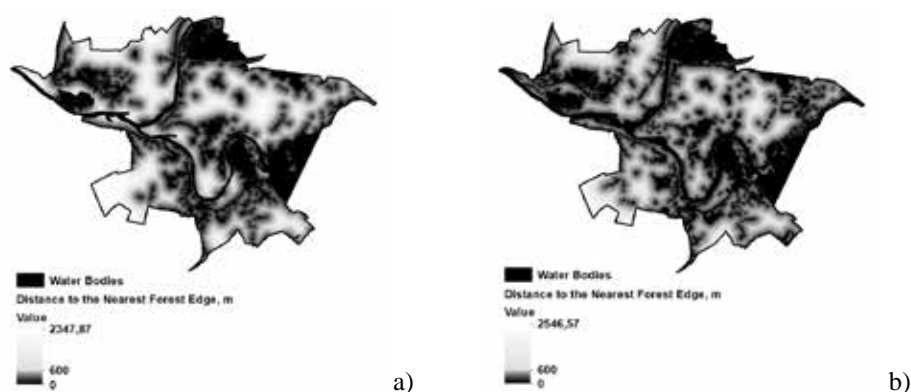 Water Bodies
Distance to the Nearest Forest Edge, m
Value
2347,87
600
0
a)
Water Bodies
Distance to the Nearest Forest Edge, m
Value
2546,57
600
0
b)